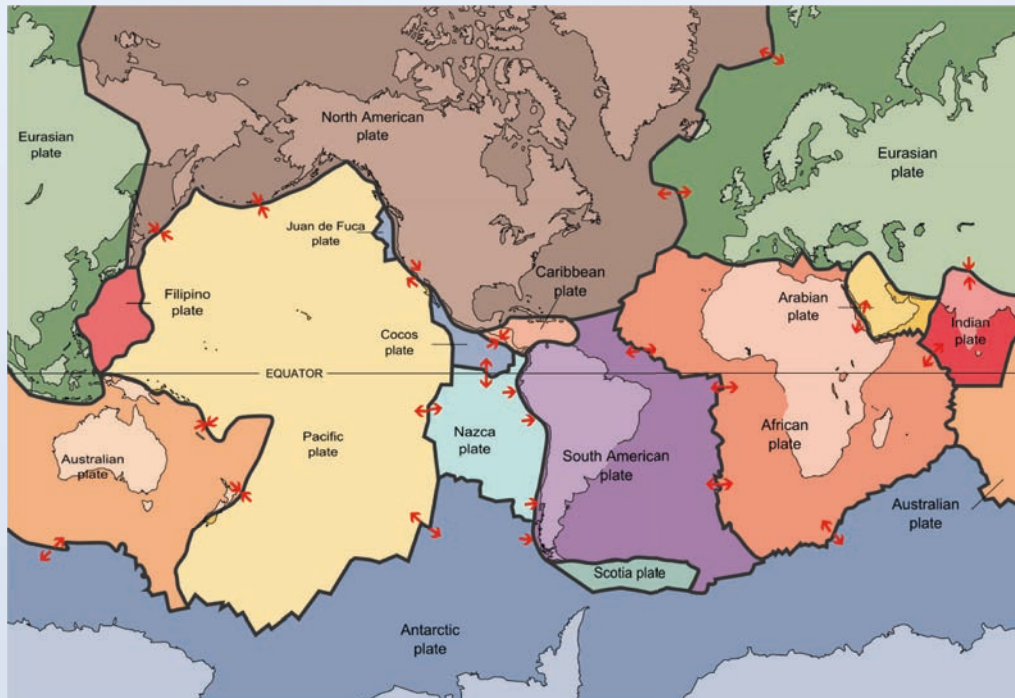 North American
plate
Eurasian
plate
Eurasian
plate
Juan de Fuca
plate
Caribbean
plate
Filipino
plate
Arabian
plate
Indian
plate
Cocos
plate
EQUATOR
Pacific
plate
Nazca
plate
African
plate
South American
plate
Australian
plate
Australian
plate
Scotia plate
Antarctic
plate